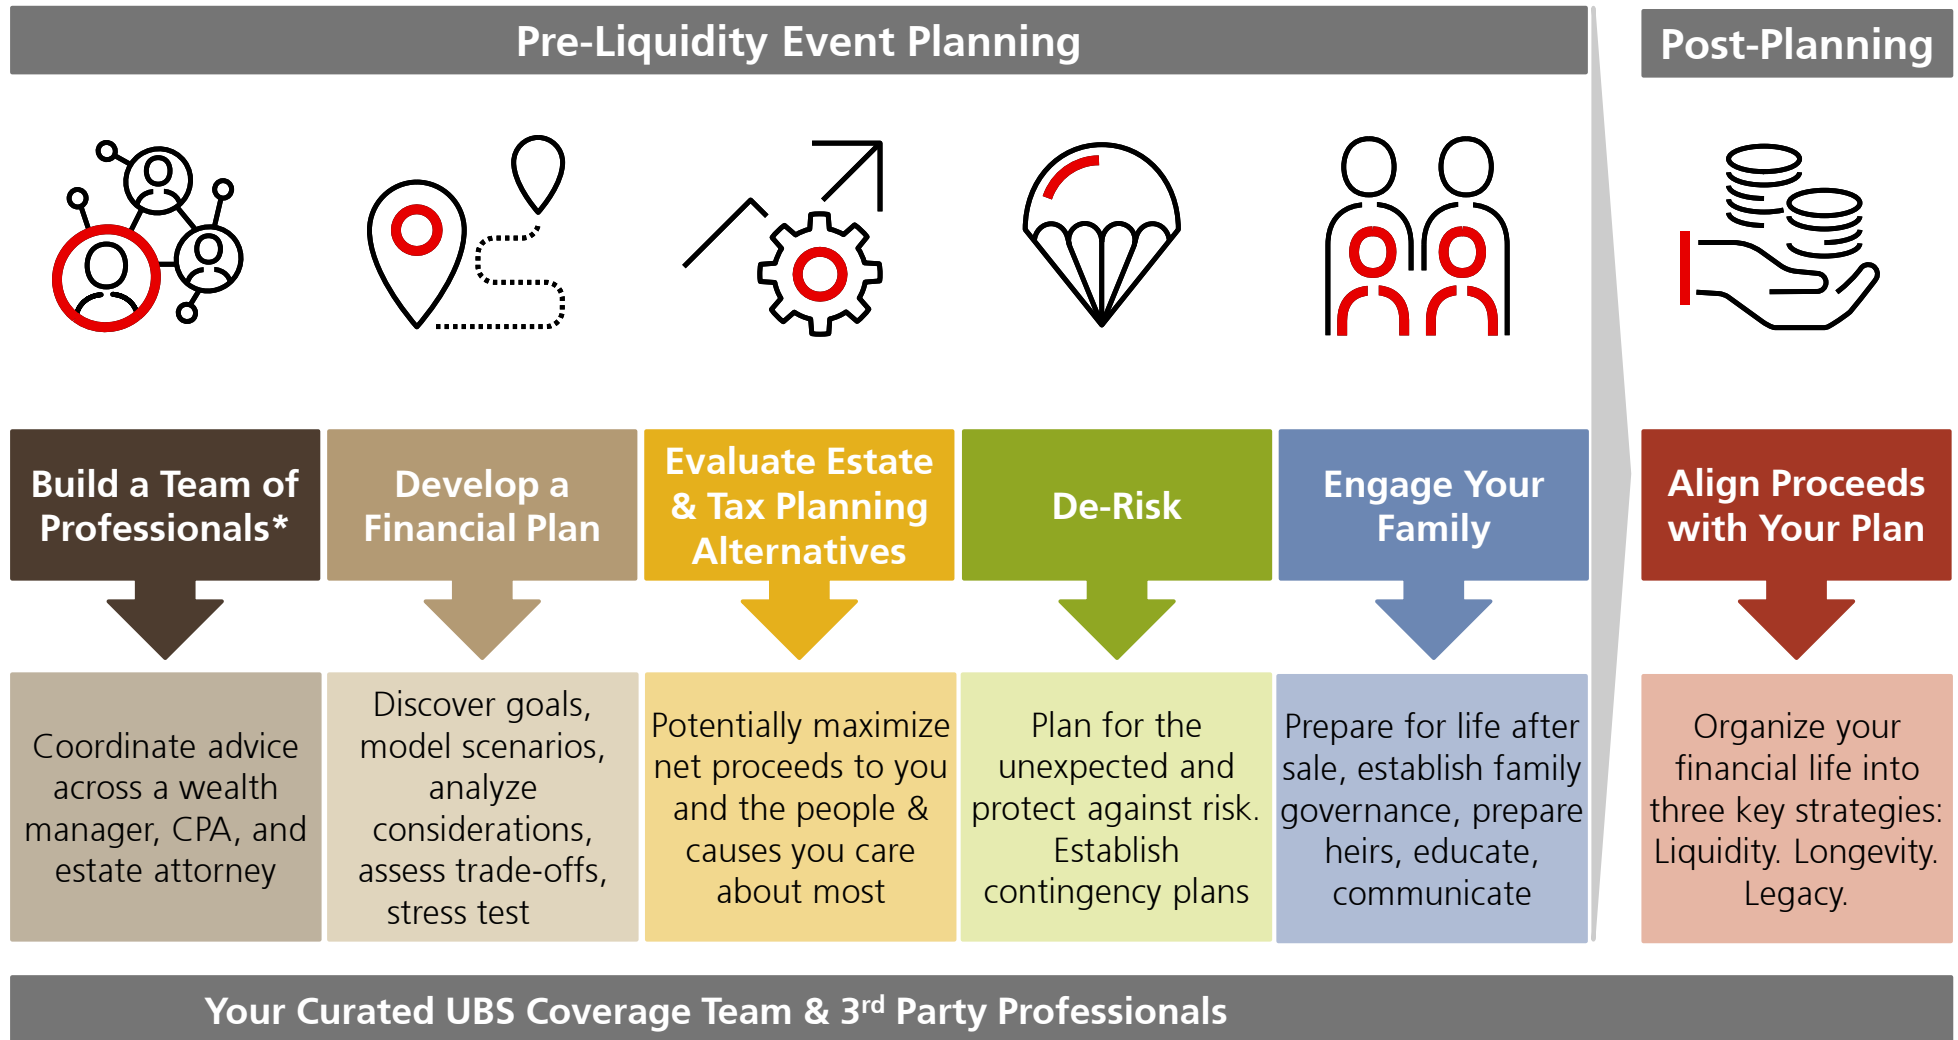 Pre-Liquidity Event Planning
Post-Planning
Build a Team of
Professionals*
Develop a
Financial Plan
Evaluate Estate
& Tax Planning
Alternatives
De-Risk
Engage Your
Family
Align Proceeds
with Your Plan
Coordinate advice
across a wealth
manager, CPA, and
estate attorney
Discover goals,
model scenarios,
analyze
considerations,
assess trade-offs,
stress test
Potentially maximize
net proceeds to you
and the people &
causes you care
about most
Plan for the
unexpected and
protect against risk.
Establish
contingency plans
Prepare for life after
sale, establish family
governance, prepare
heirs, educate,
communicate
Organize your
financial life into
three key strategies:
Liquidity. Longevity.
Legacy.
Your Curated UBS Coverage Team & 3rd Party Professionals